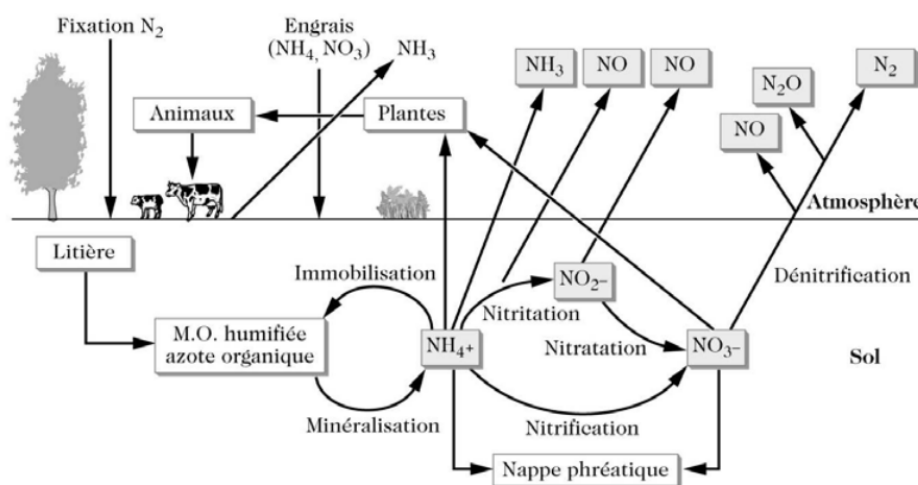 Fixation N₂
Engrais
(NH₄, NO₃)
NH₃
NH₃
NO
NO
N₂O
N₂
NO
Animaux
Plantes
Atmosphère
Litière
Immobilisation
NO₂–
Dénitrification
Nitritation
M.O. humifiée
azote organique
NH₄⁺
Nitratation
NO₃–
Sol
Minéralisation
Nitrification
Nappe phréatique